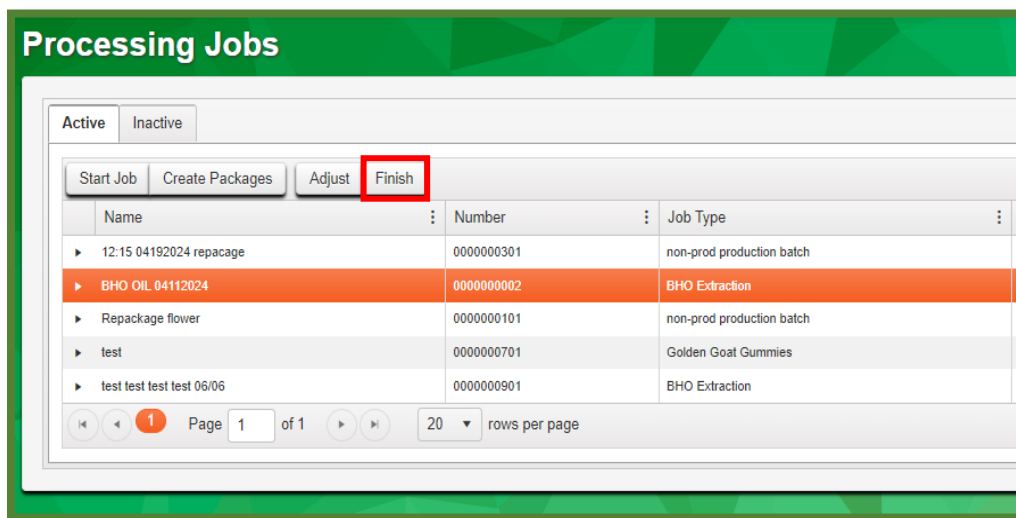 Processing Jobs
Active Inactive
Start Job Create Packages Adjust Finish
Name Number Job Type
12:15 04192024 repacage 0000000301 non-prod production batch
BHO OIL 04112024 0000000002 BHO Extraction
Repackage flower 0000000101 non-prod production batch
test 0000000701 Golden Goat Gummies
test test test test 06/06 0000000901 BHO Extraction
1 Page 1 of 1 20 rows per page